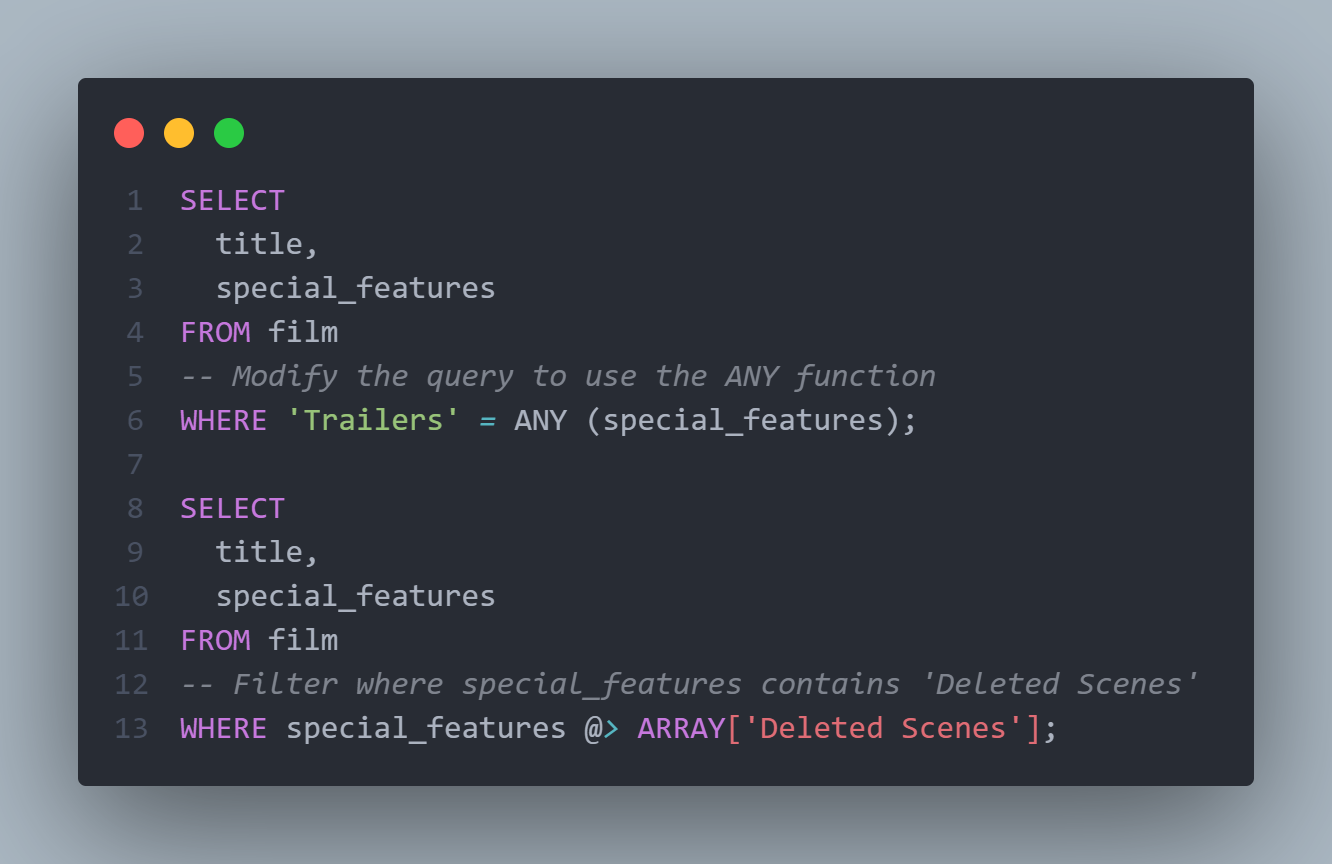 1 SELECT
2   title,
3   special_features
4 FROM film
5 -- Modify the query to use the ANY function
6 WHERE 'Trailers' = ANY (special_features);
7
8 SELECT
9   title,
10   special_features
11 FROM film
12 -- Filter where special_features contains 'Deleted Scenes'
13 WHERE special_features @> ARRAY['Deleted Scenes'];